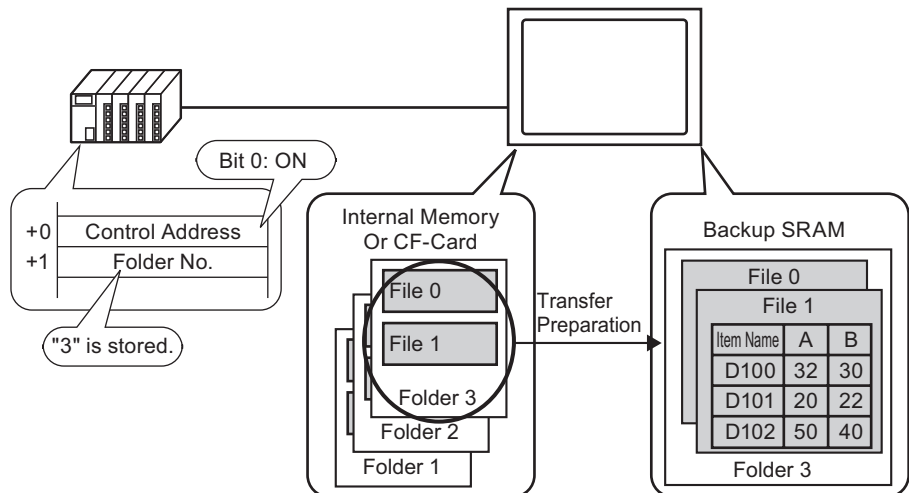 Bit 0: ON
+0 Control Address
+1 Folder No.
"3" is stored.
Internal Memory
Or CF-Card
File 0
File 1
Folder 3
Folder 2
Folder 1
Transfer
Preparation
Backup SRAM
File 0
File 1
Item Name A B
D100 32 30
D101 20 22
D102 50 40
Folder 3